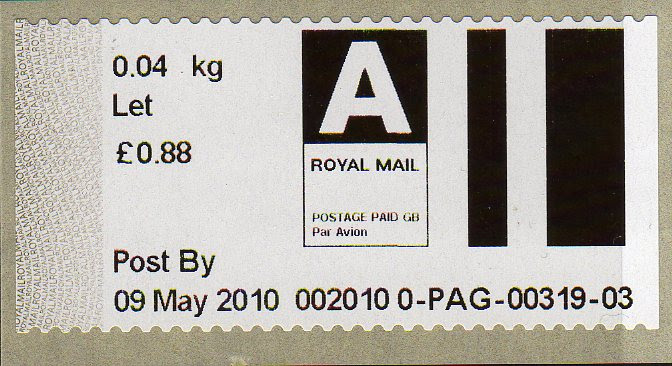 0.04 kg
Let
£0.88
A
ROYAL MAIL
POSTAGE PAID GB
Par Avion
Post By
09 May 2010 002010 0-PAG-00319-03